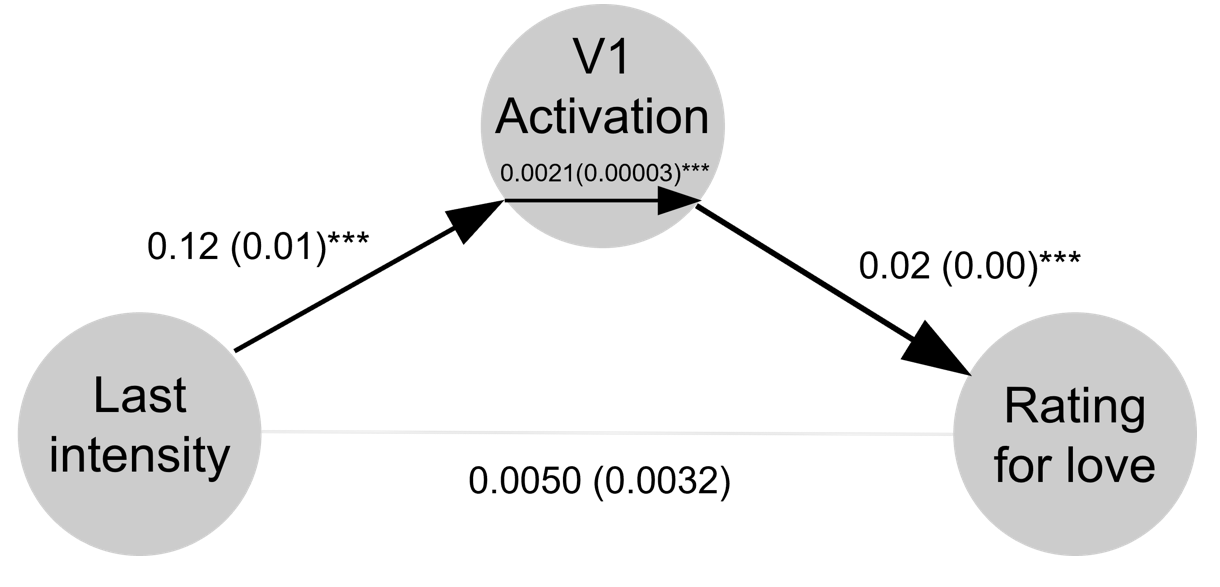 V1
Activation
0.0021(0.00003)***
0.12 (0.01)***
0.02 (0.00)***
Last
intensity
Rating
for love
0.0050 (0.0032)